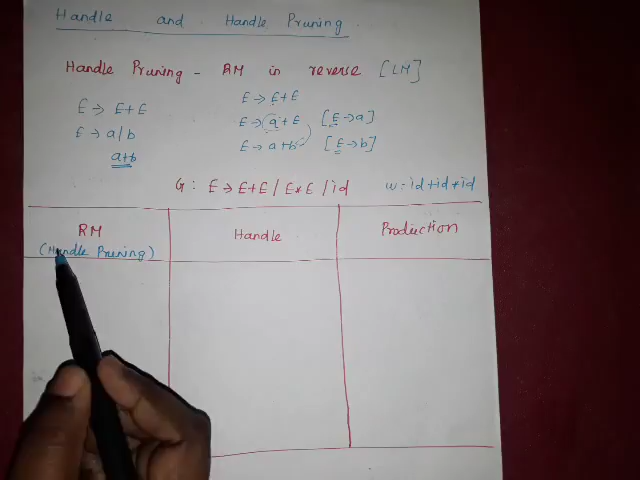 Handle and Handle Pruning.
Handle Pruning - RM in reverse [LM]
E → E+E
E → a/b
a+b
E → E+E
E → a+E [E→a]
E → a+b [E→b]
G: E → E+E / E*E / id w = id+id+id
RM Handle Production
(Handle Pruning)